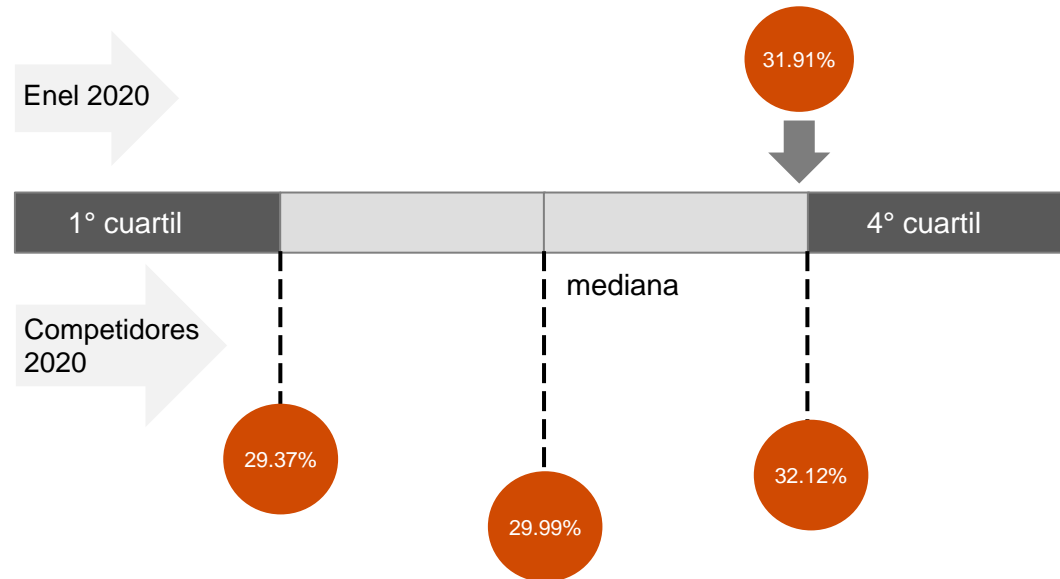 31.91%
Enel 2020
1° cuartil
4° cuartil
mediana
Competidores
2020
29.37%
29.99%
32.12%